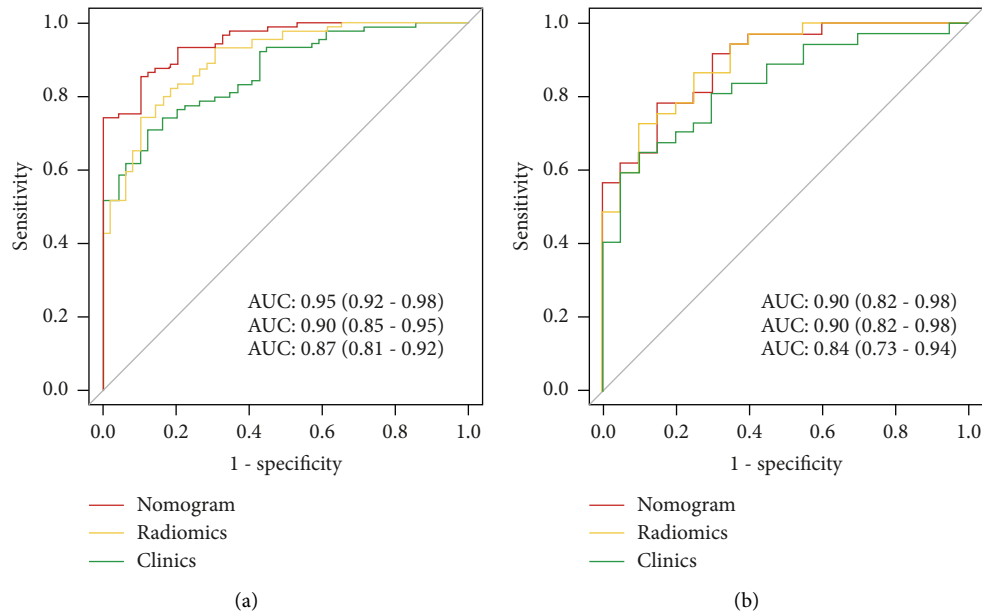 1.0
0.8
0.6
0.4
0.2
0.0
Sensitivity
AUC: 0.95 (0.92 - 0.98)
AUC: 0.90 (0.85 - 0.95)
AUC: 0.87 (0.81 - 0.92)
0.0 0.2 0.4 0.6 0.8 1.0
1 - specificity
Nomogram
Radiomics
Clinics
(a)
1.0
0.8
0.6
0.4
0.2
0.0
Sensitivity
AUC: 0.90 (0.82 - 0.98)
AUC: 0.90 (0.82 - 0.98)
AUC: 0.84 (0.73 - 0.94)
0.0 0.2 0.4 0.6 0.8 1.0
1 - specificity
Nomogram
Radiomics
Clinics
(b)